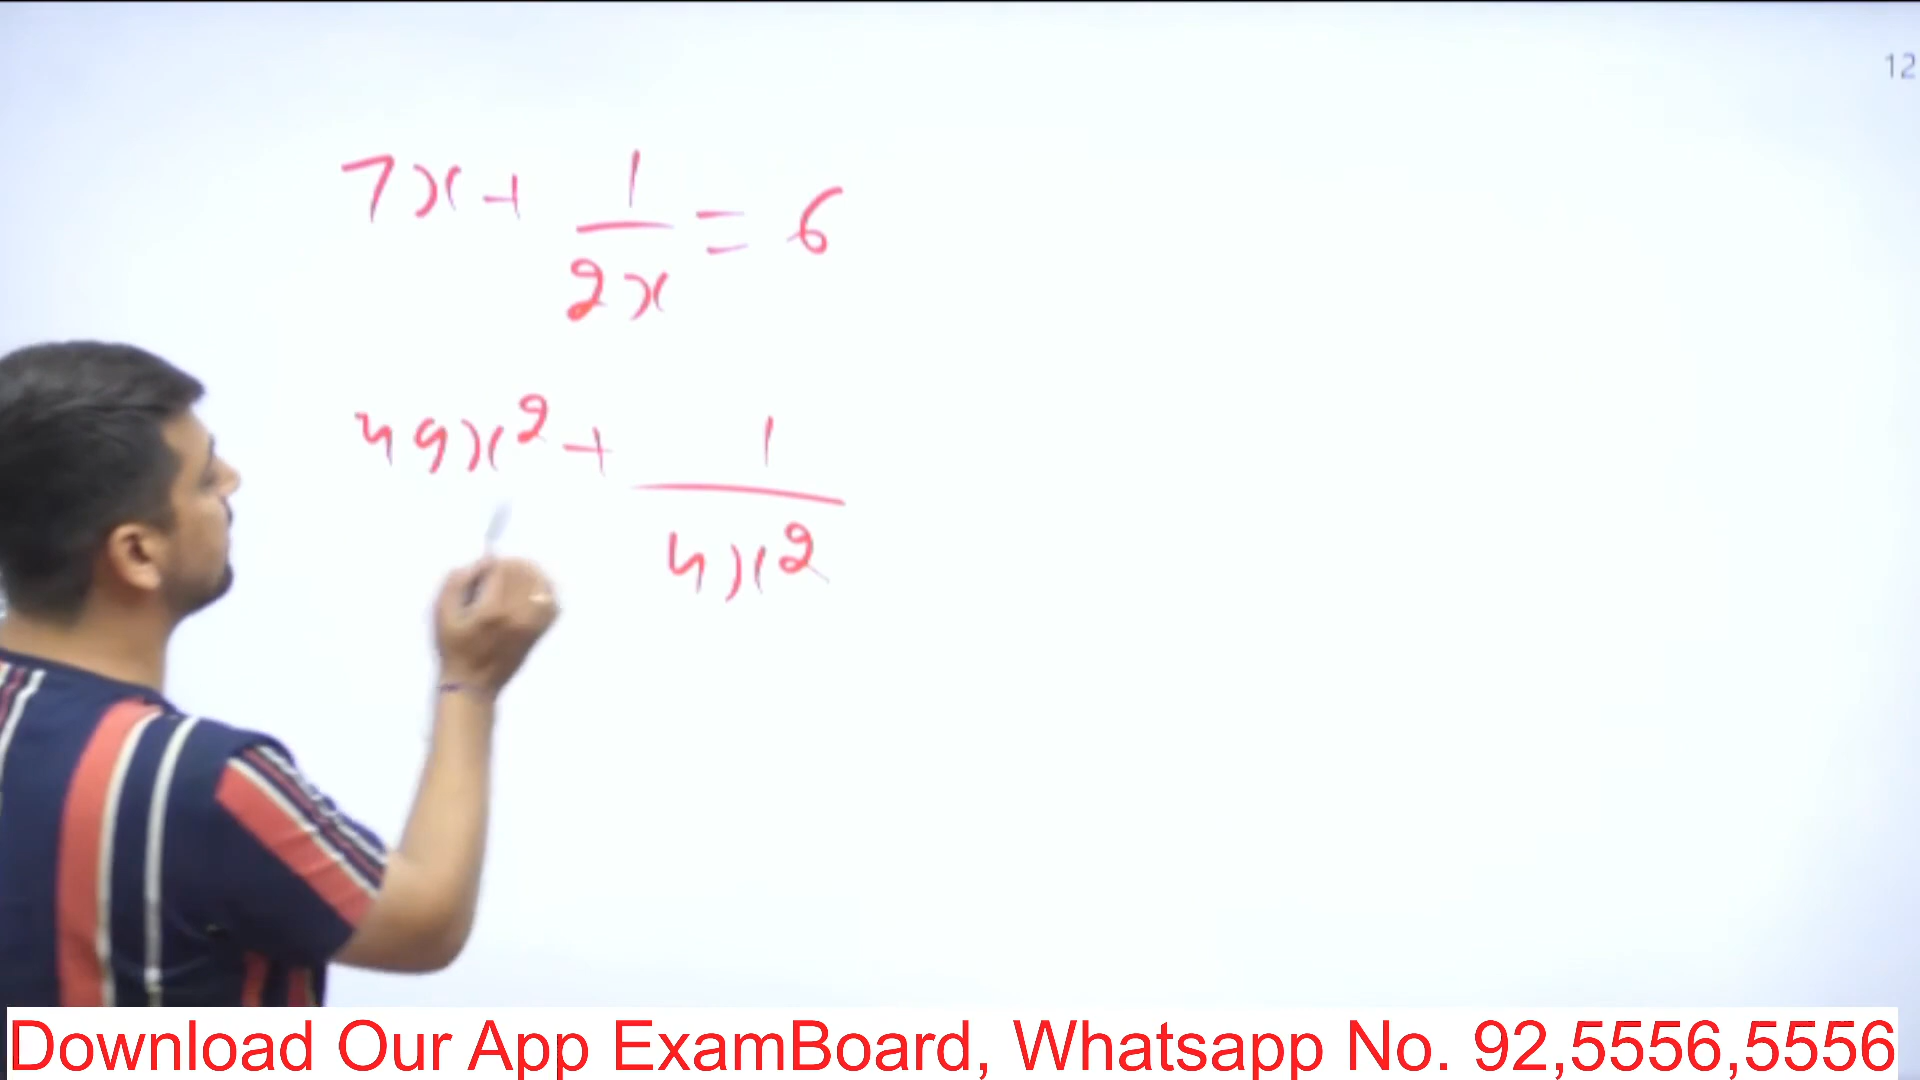 12
7x + 1/2x = 6
49x² + 1/4x²
Download Our App ExamBoard, Whatsapp No. 92,5556,5556